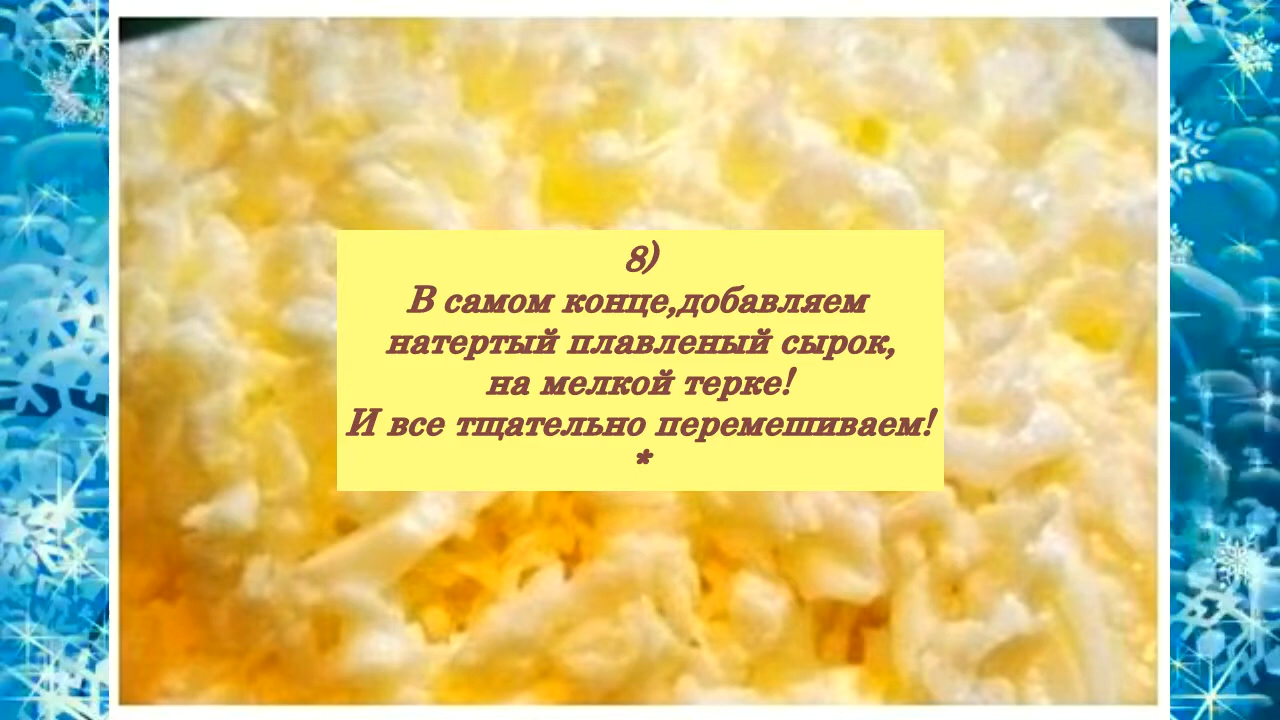 8)
В самом конце,добавляем
натертый плавленый сырок,
на мелкой терке!
И все тщательно перемешиваем!
*